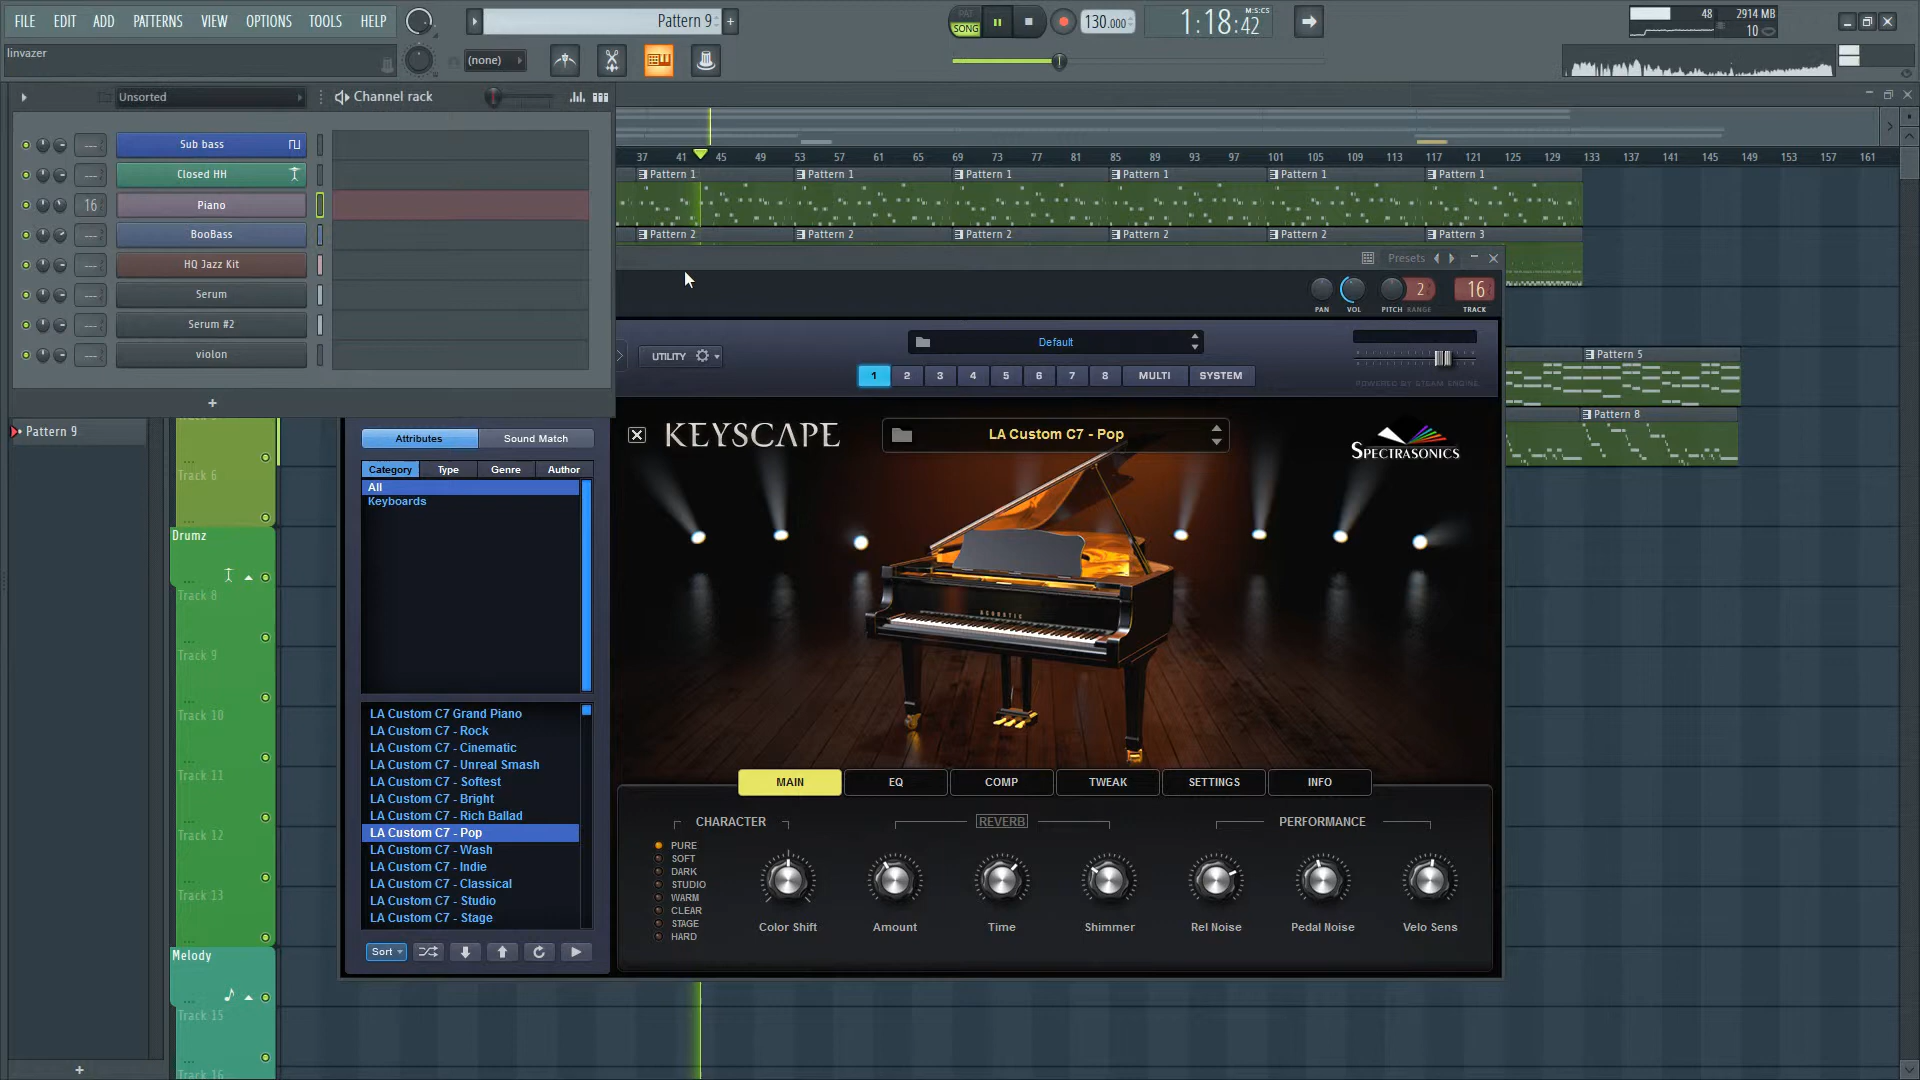 FILE EDIT ADD PATTERNS VIEW OPTIONS TOOLS HELP
Pattern 9 +
PAT
SONG
130.000
M:S:CS
1:18:42
48 2914 MB
10
linvazer
(none)
Unsorted Channel rack
Sub bass
Closed HH
16 Piano
BooBass
HQ Jazz Kit
Serum
Serum #2
violon
+
37 41 45 49 53 57 61 65 69 73 77 81 85 89 93 97 101 105 109 113 117 121 125 129 133 137 141 145 149 153 157 161
Pattern 1 Pattern 1 Pattern 1 Pattern 1 Pattern 1 Pattern 1
Pattern 2 Pattern 2 Pattern 2 Pattern 2 Pattern 2 Pattern 3
Pattern 5
Pattern 8
Presets
2 16
PAN VOL PITCH RANGE TRACK
UTILITY
Default
1 2 3 4 5 6 7 8 MULTI SYSTEM
POWERED BY STEAM ENGINE
KEYSCAPE
LA Custom C7 - Pop
SPECTRASONICS
Pattern 9
Track 6
Drumz
Track 8
Track 9
Track 10
Track 11
Track 12
Track 13
Melody
Track 15
Track 16
+
Attributes Sound Match
Category Type Genre Author
All
Keyboards
LA Custom C7 Grand Piano
LA Custom C7 - Rock
LA Custom C7 - Cinematic
LA Custom C7 - Unreal Smash
LA Custom C7 - Softest
LA Custom C7 - Bright
LA Custom C7 - Rich Ballad
LA Custom C7 - Pop
LA Custom C7 - Wash
LA Custom C7 - Indie
LA Custom C7 - Classical
LA Custom C7 - Studio
LA Custom C7 - Stage
Sort
MAIN EQ COMP TWEAK SETTINGS INFO
CHARACTER REVERB PERFORMANCE
PURE
SOFT
DARK
STUDIO
WARM
CLEAR
STAGE
HARD
Color Shift Amount Time Shimmer Rel Noise Pedal Noise Velo Sens